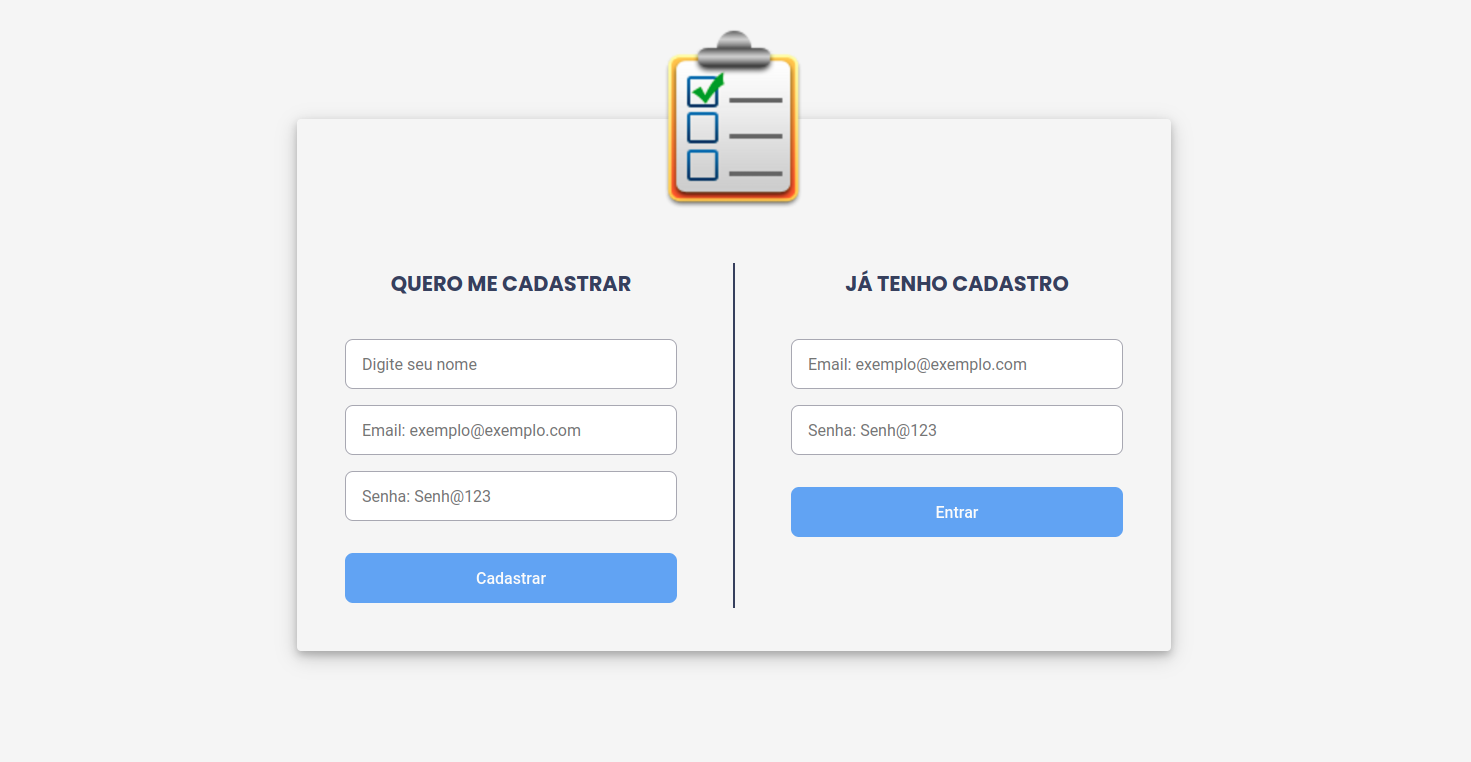 QUERO ME CADASTRAR
Digite seu nome
Email: exemplo@exemplo.com
Senha: Senh@123
Cadastrar
JÁ TENHO CADASTRO
Email: exemplo@exemplo.com
Senha: Senh@123
Entrar